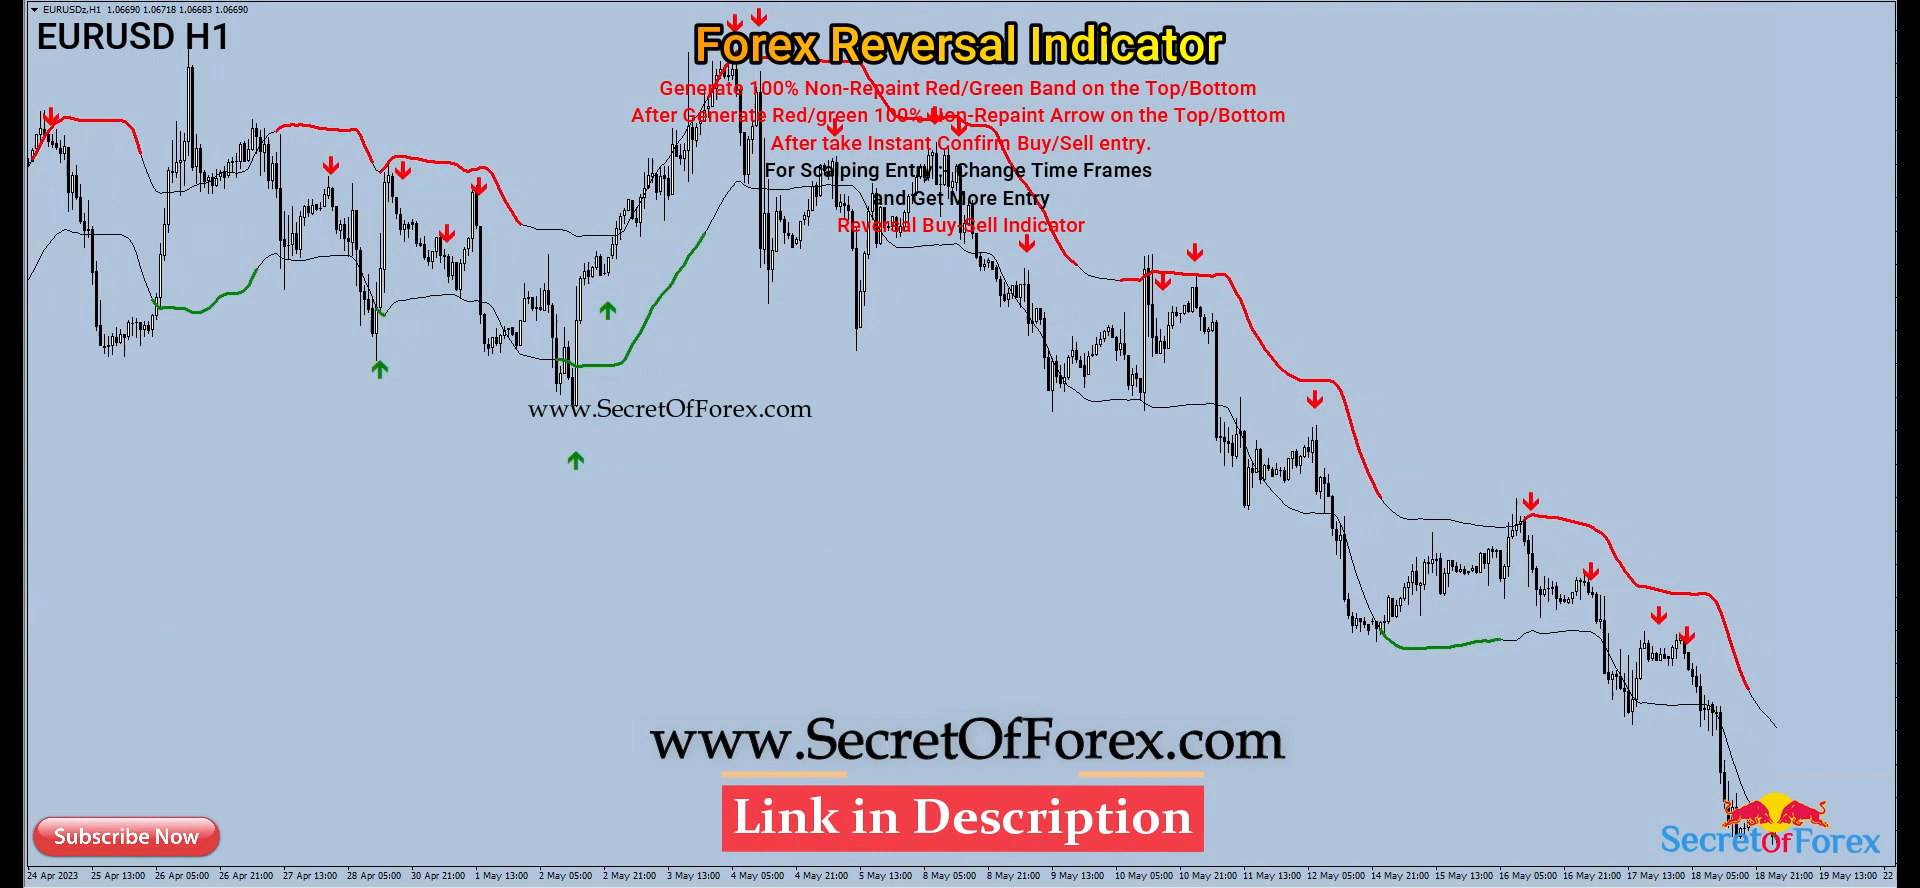 EURUSDz,H1 1.06690 1.06718 1.06683 1.06690
EURUSD H1
Forex Reversal Indicator
Generate 100% Non-Repaint Red/Green Band on the Top/Bottom
After Generate Red/green 100% Non-Repaint Arrow on the Top/Bottom
After take Instant Confirm Buy/Sell entry.
For Scalping Entry :- Change Time Frames
and Get More Entry
Reversal Buy-Sell Indicator
www.SecretOfForex.com
www.SecretOfForex.com
Link in Description
Subscribe Now
SecretOfForex
24 Apr 2023 25 Apr 13:00 26 Apr 05:00 26 Apr 21:00 27 Apr 13:00 28 Apr 05:00 30 Apr 21:00 1 May 13:00 2 May 05:00 2 May 21:00 3 May 13:00 4 May 05:00 4 May 21:00 5 May 13:00 8 May 05:00 8 May 21:00 9 May 13:00 10 May 05:00 10 May 21:00 11 May 13:00 12 May 05:00 14 May 21:00 15 May 13:00 16 May 05:00 16 May 21:00 17 May 13:00 18 May 05:00 18 May 21:00 19 May 13:00 22